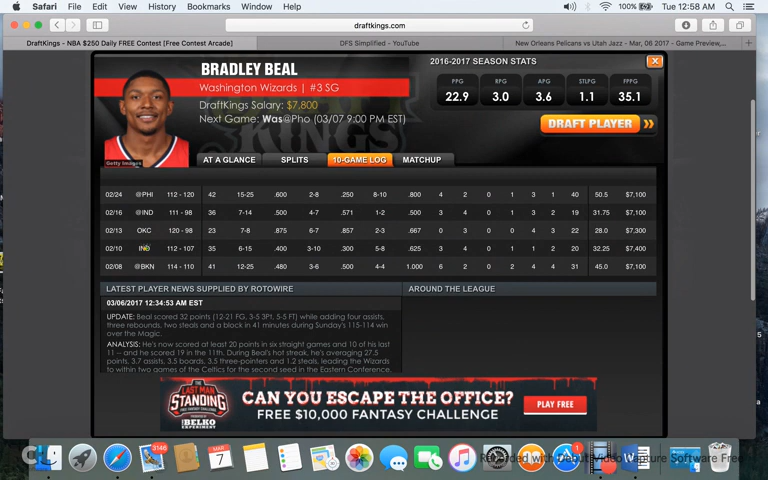 Safari File Edit View History Bookmarks Window Help 100% Tue 12:58 AM
draftkings.com
DraftKings - NBA $250 Daily FREE Contest [Free Contest Arcade] DFS Simplified - YouTube New Orleans Pelicans vs Utah Jazz - Mar, 06 2017 - Game Preview,...
BRADLEY BEAL
Washington Wizards | #3 SG
DraftKings Salary: $7,800
Next Game: Was@Pho (03/07 9:00 PM EST)
2016-2017 SEASON STATS
PPG RPG APG STLPG FPPG
22.9 3.0 3.6 1.1 35.1
DRAFT PLAYER
Getty Images
AT A GLANCE SPLITS 10-GAME LOG MATCHUP
02/24 @PHI 112 - 120 42 15-25 .600 2-8 .250 8-10 .800 4 2 0 1 3 1 40 50.5 $7,100
02/16 @IND 111 - 98 36 7-14 .500 4-7 .571 1-2 .500 3 4 0 1 3 2 19 31.75 $7,100
02/13 OKC 120 - 98 23 7-8 .875 6-7 .857 2-3 .667 0 3 0 0 4 3 22 28.0 $7,300
02/10 IND 112 - 107 35 6-15 .400 3-10 .300 5-8 .625 3 4 0 1 1 2 20 32.25 $7,400
02/08 @BKN 114 - 110 41 12-25 .480 3-6 .500 4-4 1.000 6 2 0 2 4 4 31 45.0 $7,100
LATEST PLAYER NEWS SUPPLIED BY ROTOWIRE AROUND THE LEAGUE
03/06/2017 12:34:53 AM EST
UPDATE: Beal scored 32 points (12-21 FG, 3-5 3Pt, 5-5 FT) while adding four assists,
three rebounds, two steals and a block in 41 minutes during Sunday's 115-114 win
over the Magic.
ANALYSIS: He's now scored at least 20 points in six straight games and 10 of his last
11 -- and he scored 19 in the 11th. During Beal's hot streak, he's averaging 27.5
points, 3.7 assists, 3.5 boards, 3.5 three-pointers and 1.2 steals, leading the Wizards
to within two games of the Celtics for the second seed in the Eastern Conference.
THE LAST MAN STANDING
FREE FANTASY CHALLENGE
THE BELKO EXPERIMENT
CAN YOU ESCAPE THE OFFICE?
FREE $10,000 FANTASY CHALLENGE
PLAY FREE
3148
MAR
7
1
Recorded with Debut Video Capture Software Free